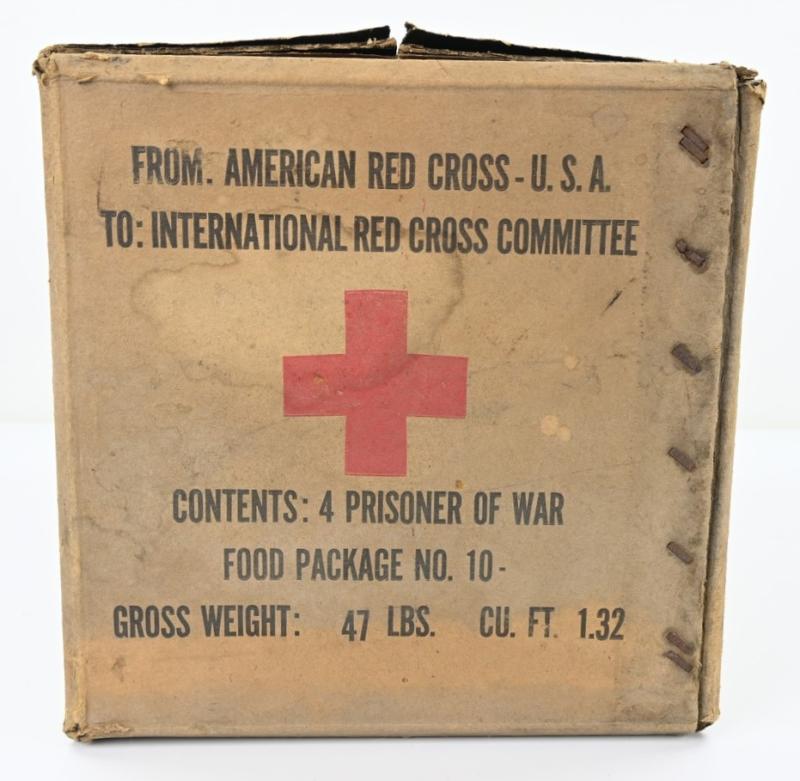 FROM. AMERICAN RED CROSS - U. S. A.
TO: INTERNATIONAL RED CROSS COMMITTEE
CONTENTS: 4 PRISONER OF WAR
FOOD PACKAGE NO. 10 -
GROSS WEIGHT: 47 LBS. CU. FT. 1.32